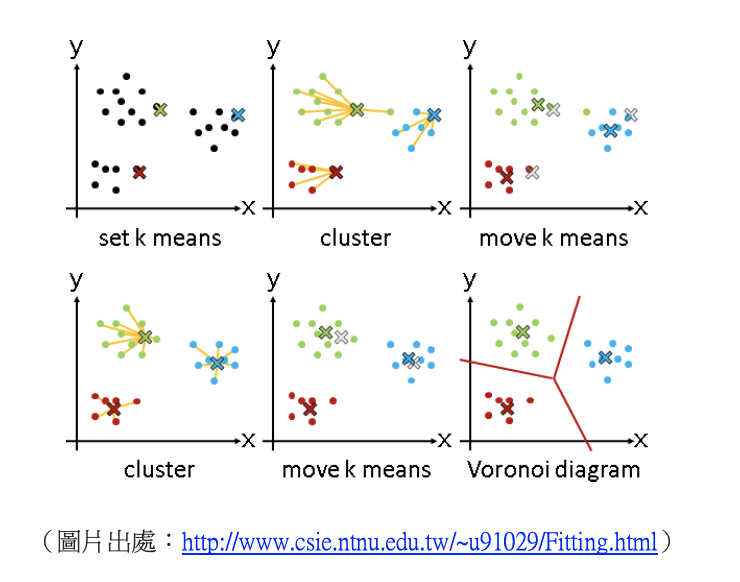 y y y
x x x
set k means cluster move k means
y y y
x x x
cluster move k means Voronoi diagram
（圖片出處：http://www.csie.ntnu.edu.tw/~u91029/Fitting.html）